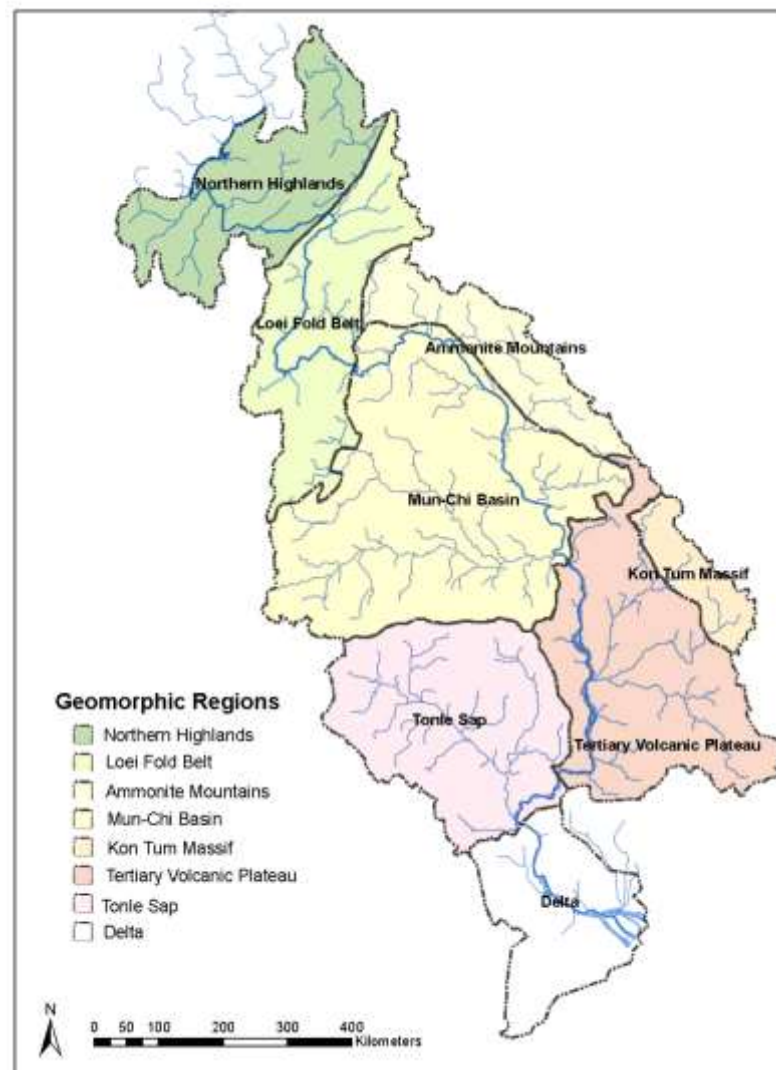 Northern Highlands
Loei Fold Belt
Ammanite Mountains
Mun-Chi Basin
Kon Tum Massif
Tonle Sap
Tertiary Volcanic Plateau
Delta
Geomorphic Regions
Northern Highlands
Loei Fold Belt
Ammonite Mountains
Mun-Chi Basin
Kon Tum Massif
Tertiary Volcanic Plateau
Tonle Sap
Delta
N
0 50 100 200 300 400
Kilometers